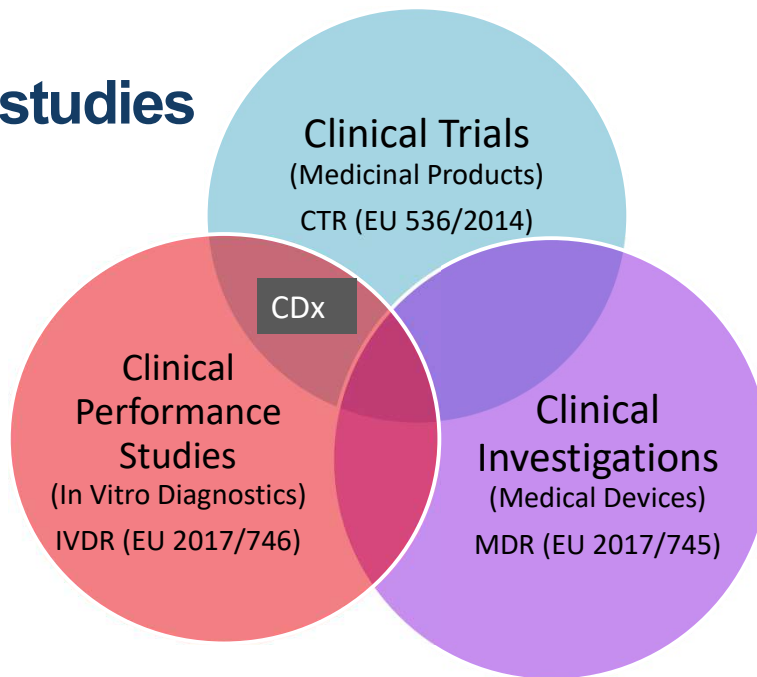 studies
Clinical Trials
(Medicinal Products)
CTR (EU 536/2014)
CDx
Clinical
Performance
Studies
(In Vitro Diagnostics)
IVDR (EU 2017/746)
Clinical
Investigations
(Medical Devices)
MDR (EU 2017/745)